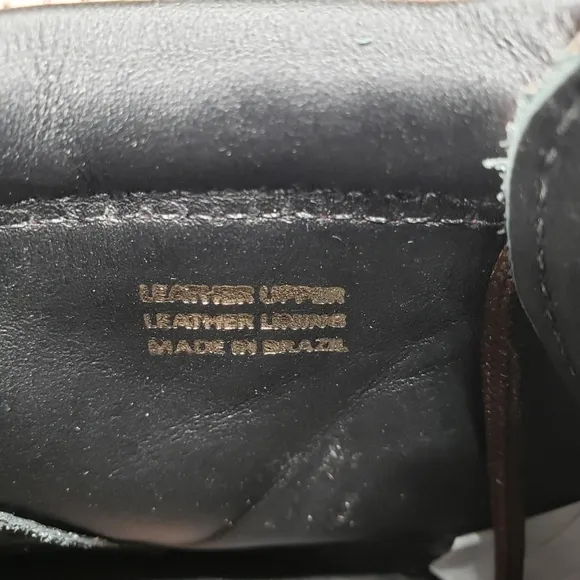 LEATHER UPPER
LEATHER LINING
MADE IN BRAZIL